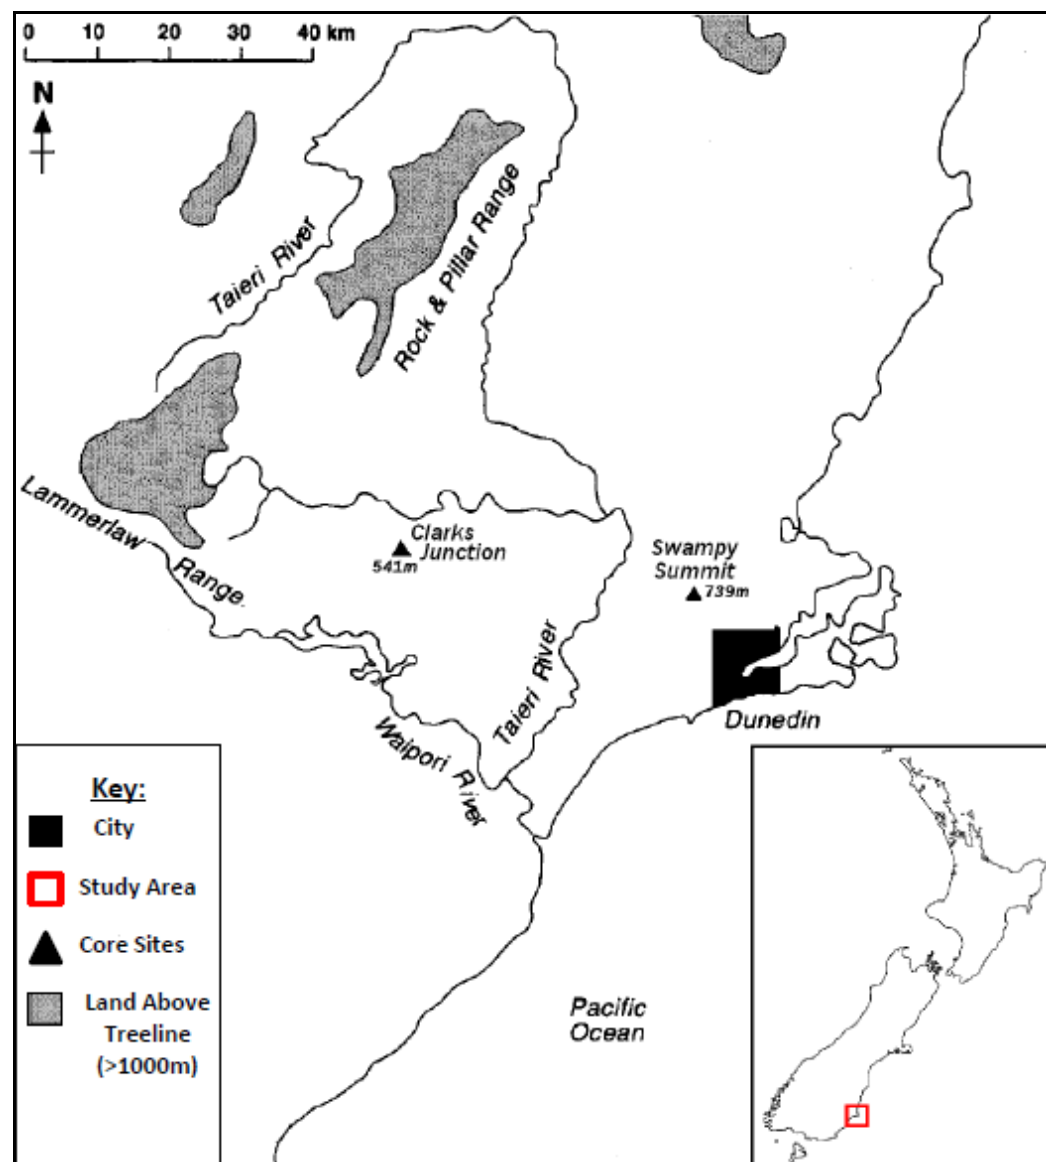 0 10 20 30 40 km
N
Taieri River
Rock & Pillar Range
Lammerlaw Range.
Clarks
Junction
541m
Swampy
Summit
739m
Taieri River
Waipori River
Dunedin
Pacific
Ocean
Key:
City
Study Area
Core Sites
Land Above
Treeline
(>1000m)